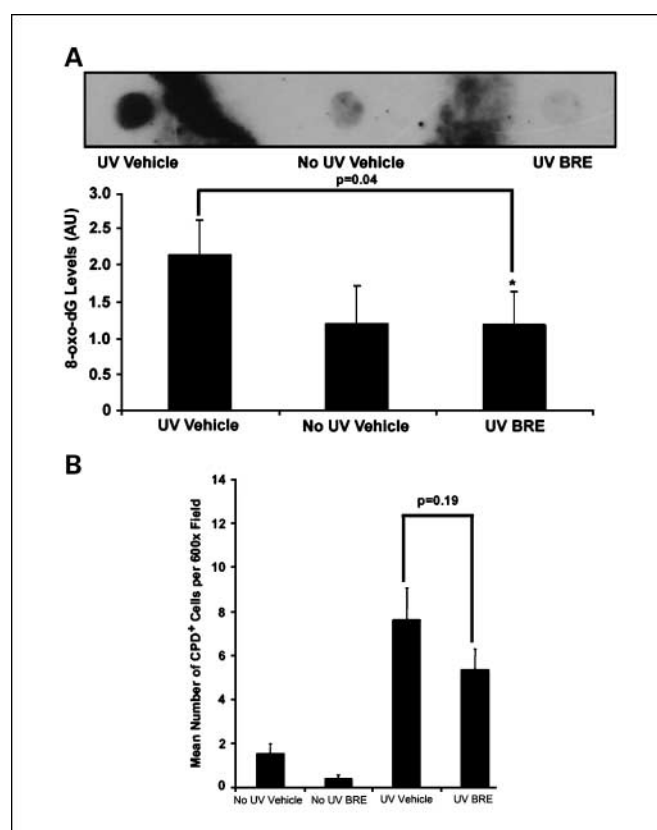 A
UV Vehicle No UV Vehicle UV BRE
p=0.04
3.0
2.5
2.0
1.5
1.0
0.5
0
8-oxo-dG Levels (AU)
*
UV Vehicle No UV Vehicle UV BRE
B
14
12
10
8
6
4
2
0
Mean Number of CPD+ Cells per 600x Field
p=0.19
No UV Vehicle No UV BRE UV Vehicle UV BRE